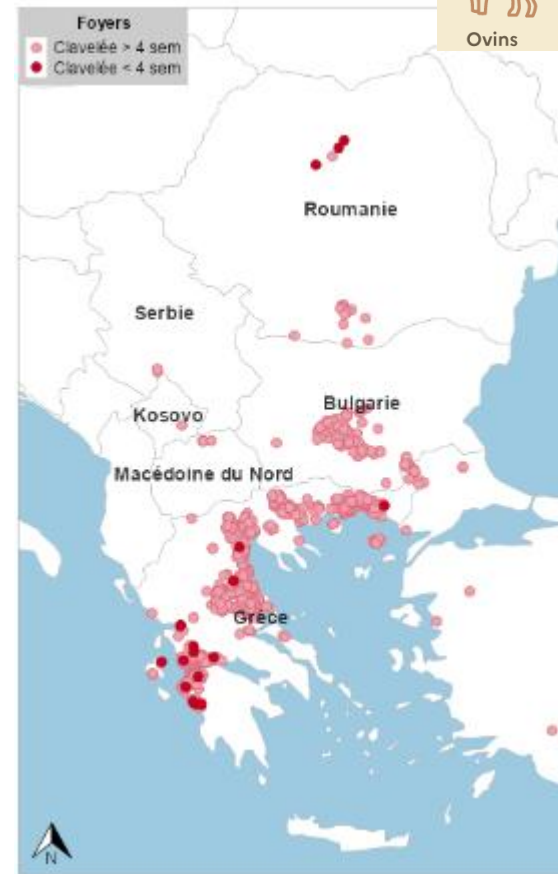 Foyers
Clavelée > 4 sem
Clavelée < 4 sem
Ovins
Roumanie
Serbie
Bulgarie
Kosovo
Macédoine du Nord
Grèce
N